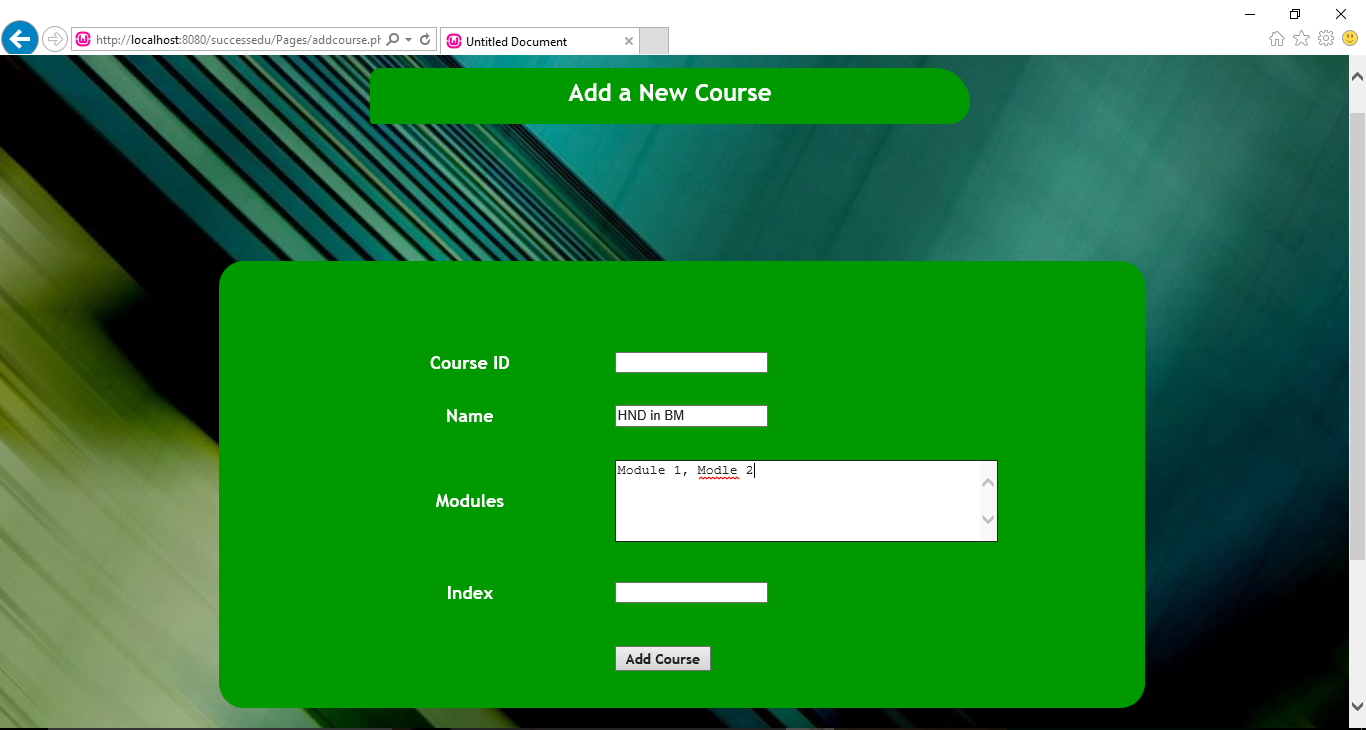 http://localhost:8080/successedu/Pages/addcourse.ph
Untitled Document
Add a New Course
Course ID
Name HND in BM
Modules Module 1, Modle 2
Index
Add Course